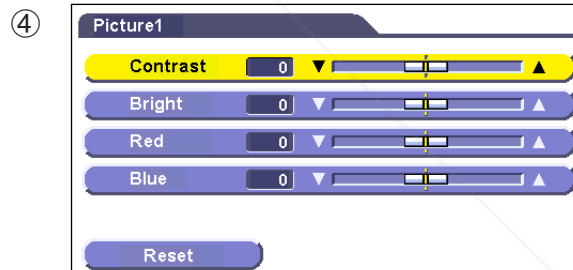 ④
Picture1
Contrast 0 ▼ ▲
Bright 0 ▼ ▲
Red 0 ▼ ▲
Blue 0 ▼ ▲
Reset